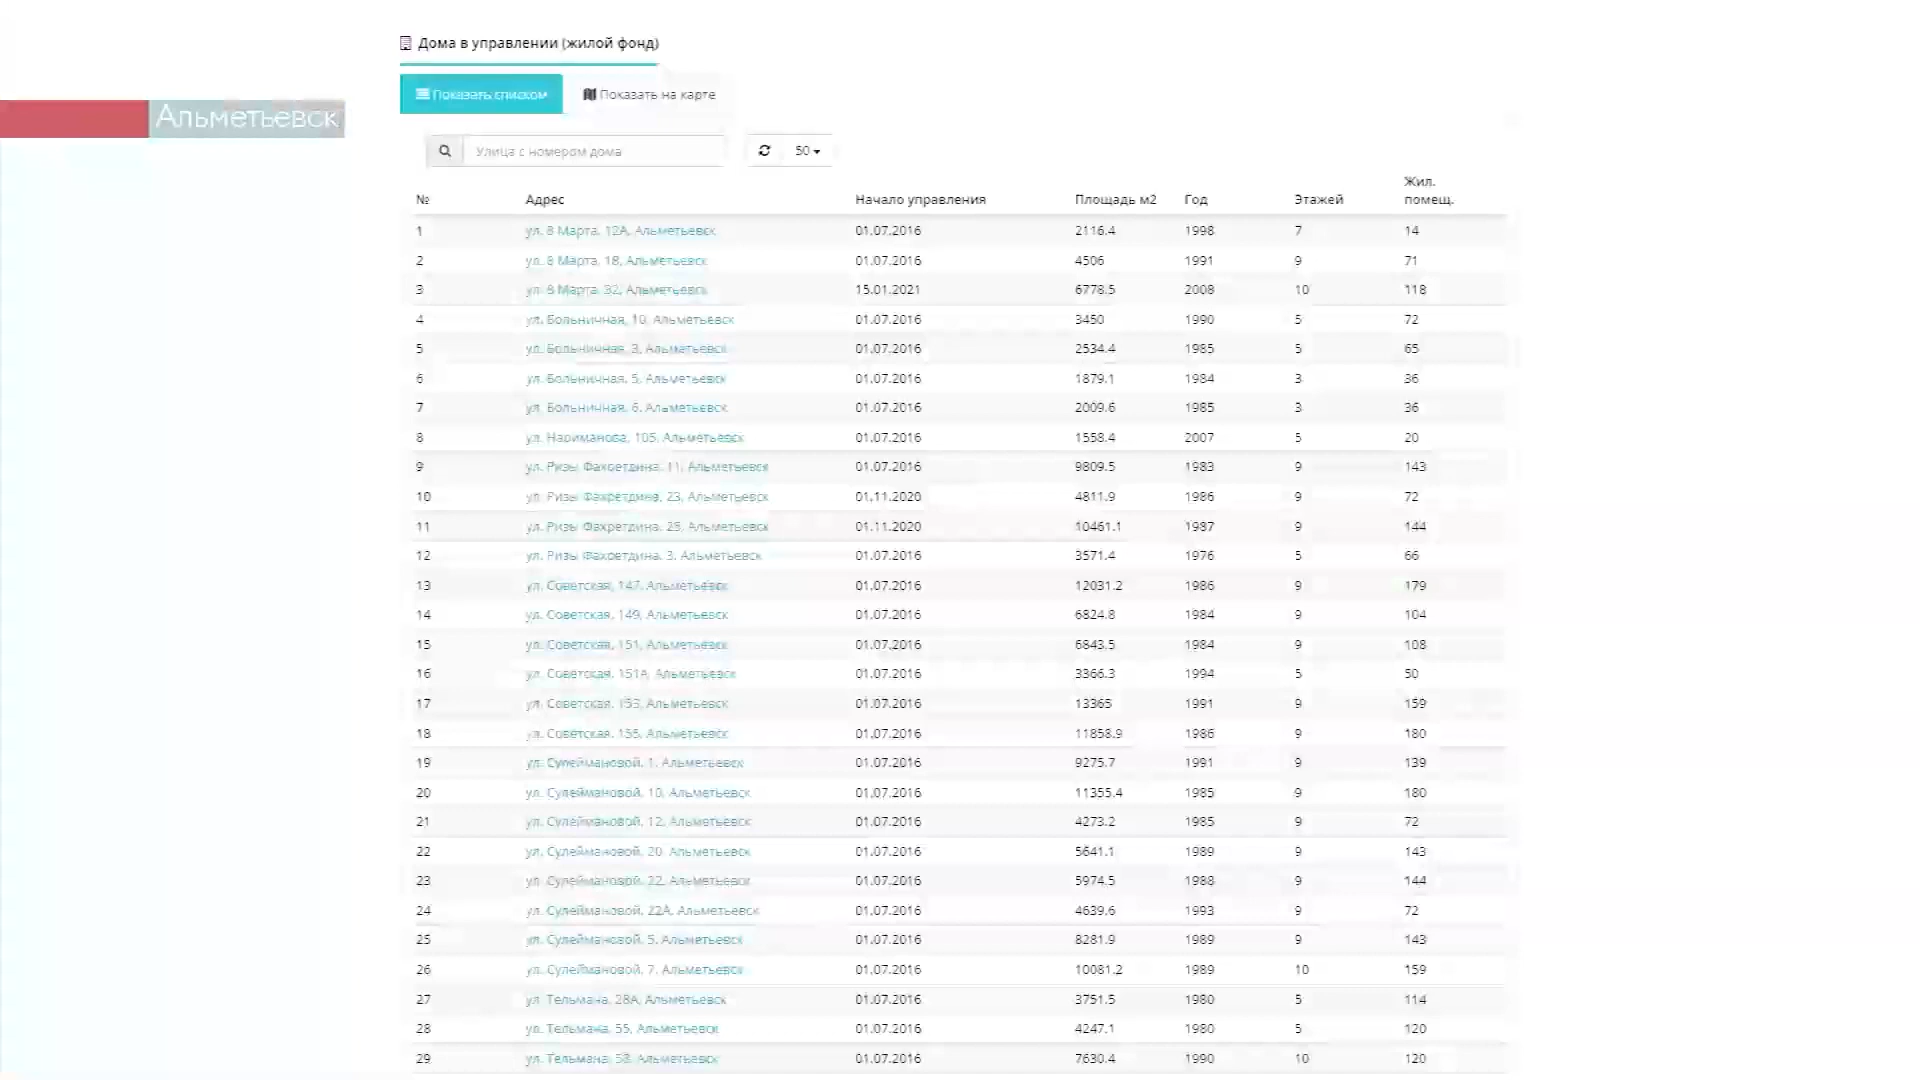 Дома в управлении (жилой фонд)
Показать списком Показать на карте
Альметьевск
Улица с номером дома 50
№ Адрес Начало управления Площадь м2 Год Этажей Жил. помещ.
1 ул. 8 Марта, 12А, Альметьевск 01.07.2016 2116.4 1998 7 14
2 ул. 8 Марта, 18, Альметьевск 01.07.2016 4506 1991 9 71
3 ул. 8 Марта, 32, Альметьевск 15.01.2021 6778.5 2008 10 118
4 ул. Больничная, 10, Альметьевск 01.07.2016 3450 1990 5 72
5 ул. Больничная, 3, Альметьевск 01.07.2016 2534.4 1985 5 65
6 ул. Больничная, 5, Альметьевск 01.07.2016 1879.1 1984 3 36
7 ул. Больничная, 6, Альметьевск 01.07.2016 2009.6 1985 3 36
8 ул. Нариманова, 105, Альметьевск 01.07.2016 1558.4 2007 5 20
9 ул. Ризы Фахретдина, 11, Альметьевск 01.07.2016 9809.5 1983 9 143
10 ул. Ризы Фахретдина, 23, Альметьевск 01.11.2020 4811.9 1986 9 72
11 ул. Ризы Фахретдина, Альметьевск 01.11.2020 10461.1 1987 9 144
12 ул. Ризы Фахретдина, 3, Альметьевск 01.07.2016 3571.4 1976 5 66
13 ул. Советская, 147, Альметьевск 01.07.2016 12031.2 1986 9 179
14 ул. Советская, 149, Альметьевск 01.07.2016 6824.8 1984 9 104
15 ул. Советская, 151, Альметьевск 01.07.2016 6843.5 1984 9 108
16 ул. Советская, 151А, Альметьевск 01.07.2016 3366.3 1994 5 50
17 ул. Советская, 153, Альметьевск 01.07.2016 13365 1991 9 159
18 ул. Советская, 155, Альметьевск 01.07.2016 11858.9 1986 9 180
19 ул. Сулеймановой, 1, Альметьевск 01.07.2016 9275.7 1991 9 139
20 ул. Сулеймановой, 10, Альметьевск 01.07.2016 11355.4 1985 9 180
21 ул. Сулеймановой, 12, Альметьевск 01.07.2016 4273.2 1985 9 72
22 ул. Сулеймановой, 20, Альметьевск 01.07.2016 5641.1 1989 9 143
23 ул. Сулеймановой, 22, Альметьевск 01.07.2016 5974.5 1988 9 144
24 ул. Сулеймановой, 22А, Альметьевск 01.07.2016 4639.6 1993 9 72
25 ул. Сулеймановой, 5, Альметьевск 01.07.2016 8281.9 1989 9 143
26 ул. Сулеймановой, 7, Альметьевск 01.07.2016 10081.2 1989 10 159
27 ул. Тельмана, 28А, Альметьевск 01.07.2016 3751.5 1980 5 114
28 ул. Тельмана, 55, Альметьевск 01.07.2016 4247.1 1980 5 120
29 ул. Тельмана, 58, Альметьевск 01.07.2016 7630.4 1990 10 120